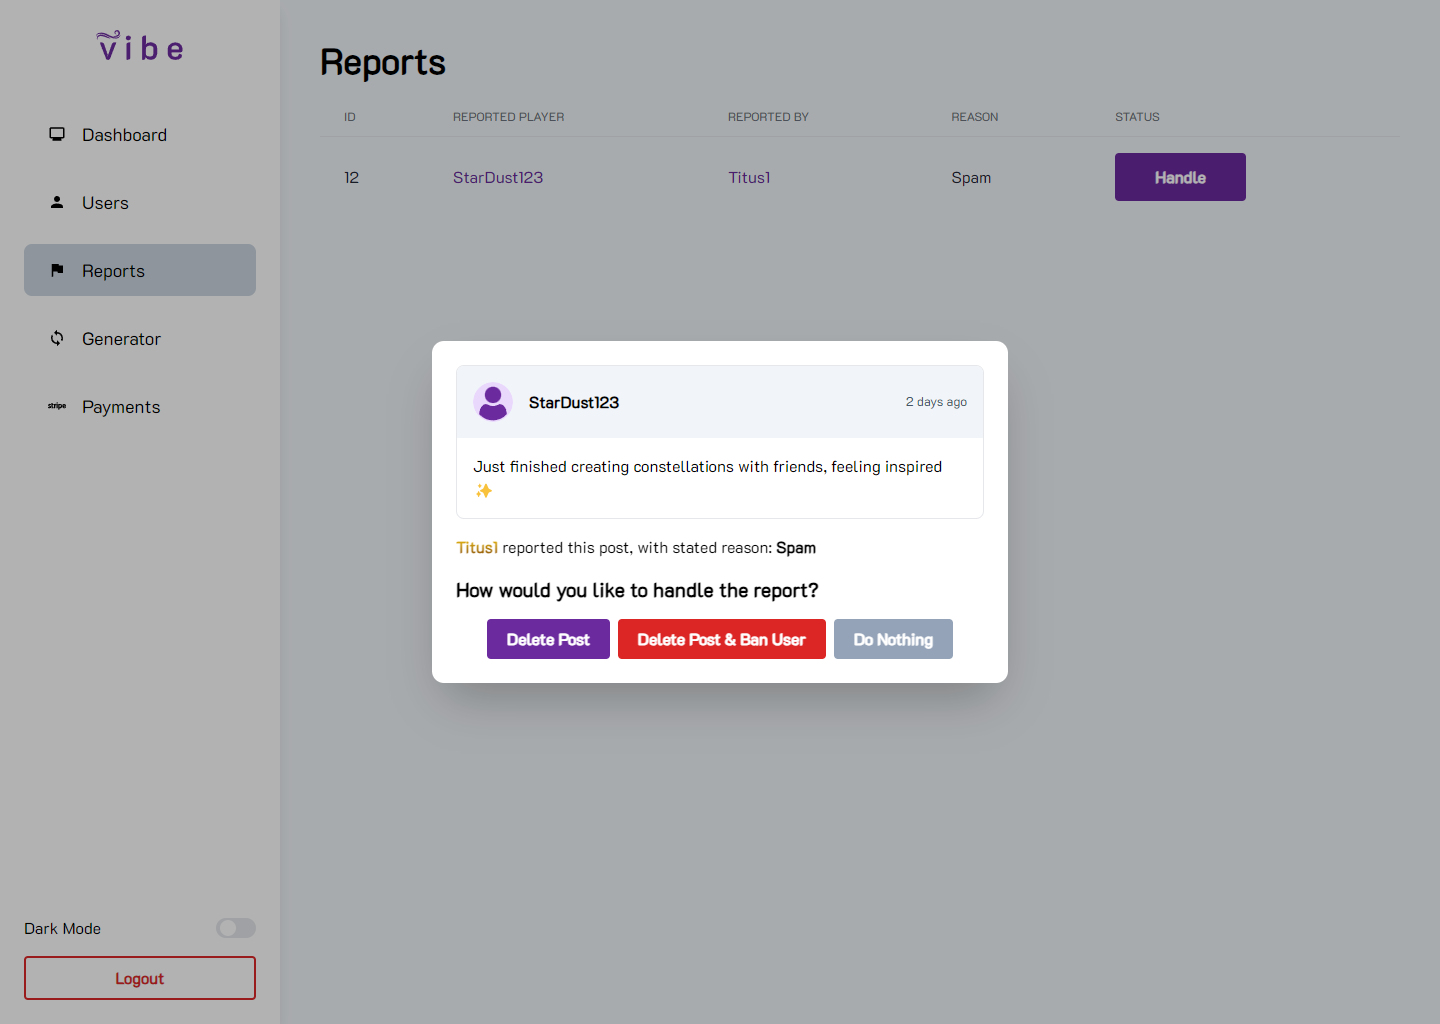 vibe
Dashboard
Users
Reports
Generator
stripe Payments
Dark Mode
Logout
Reports
ID REPORTED PLAYER REPORTED BY REASON STATUS
12 StarDust123 Titus1 Spam Handle
StarDust123 2 days ago
Just finished creating constellations with friends, feeling inspired
✨
Titus1 reported this post, with stated reason: Spam
How would you like to handle the report?
Delete Post Delete Post & Ban User Do Nothing